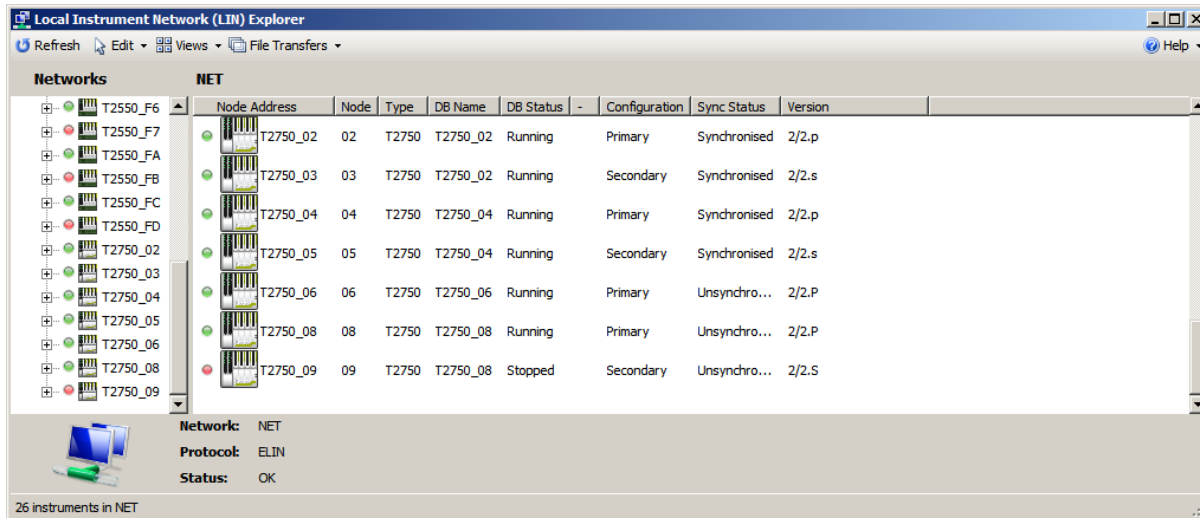 Local Instrument Network (LIN) Explorer
Refresh Edit Views File Transfers Help
Networks NET
Node Address Node Type DB Name DB Status - Configuration Sync Status Version
T2550_F6
T2550_F7
T2550_FA
T2550_FB
T2550_FC
T2550_FD
T2750_02
T2750_03
T2750_04
T2750_05
T2750_06
T2750_08
T2750_09
T2750_02 02 T2750 T2750_02 Running Primary Synchronised 2/2.p
T2750_03 03 T2750 T2750_02 Running Secondary Synchronised 2/2.s
T2750_04 04 T2750 T2750_04 Running Primary Synchronised 2/2.p
T2750_05 05 T2750 T2750_04 Running Secondary Synchronised 2/2.s
T2750_06 06 T2750 T2750_06 Running Primary Unsynchro... 2/2.P
T2750_08 08 T2750 T2750_08 Running Primary Unsynchro... 2/2.P
T2750_09 09 T2750 T2750_08 Stopped Secondary Unsynchro... 2/2.S
Network: NET
Protocol: ELIN
Status: OK
26 instruments in NET